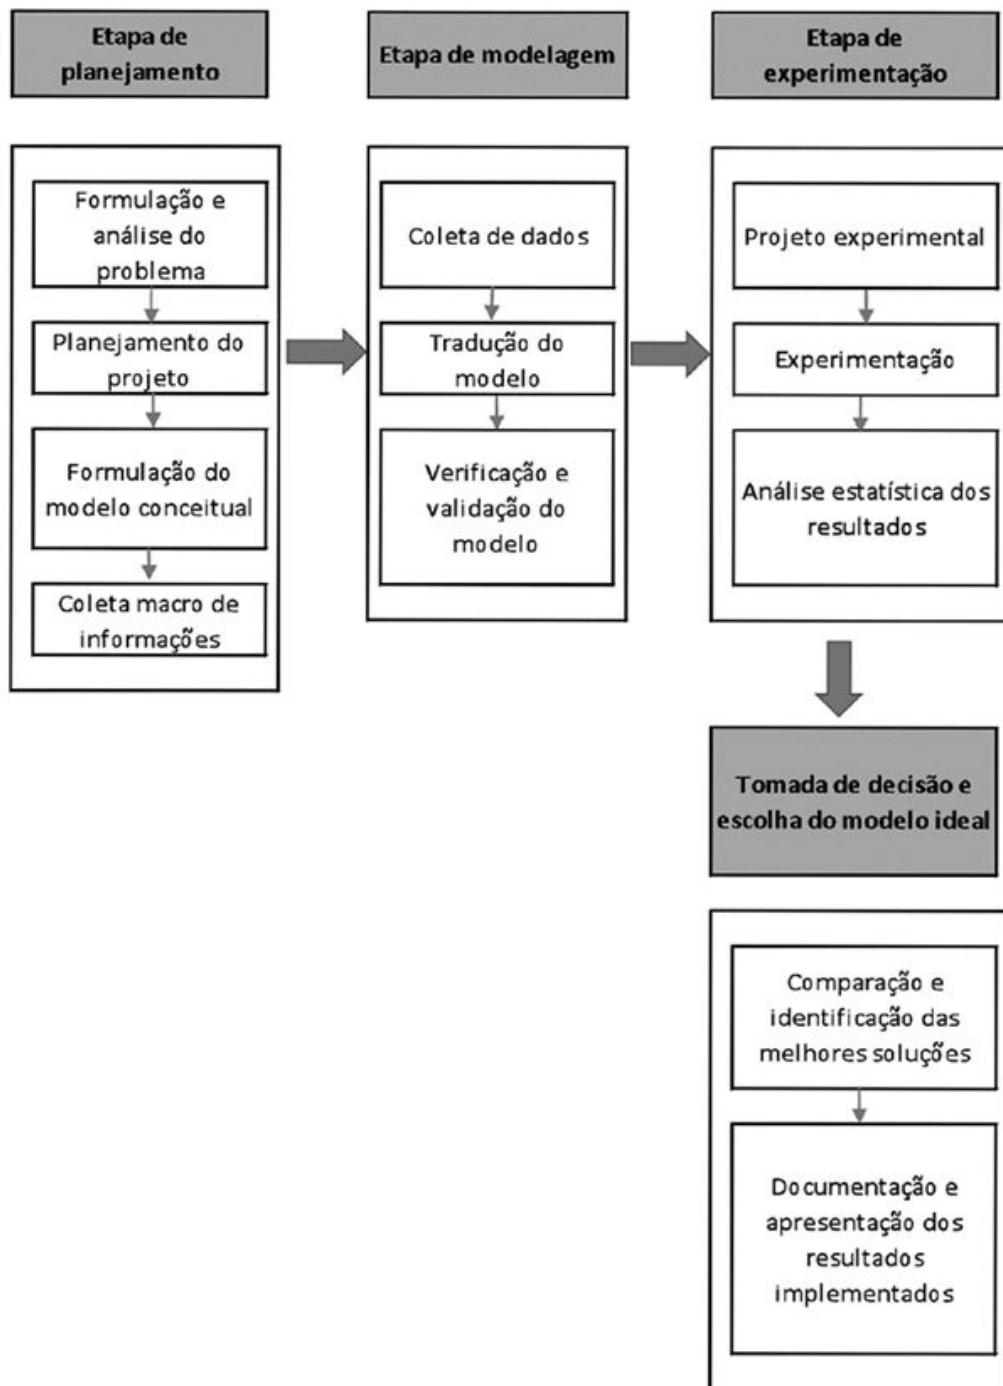 Etapa de
planejamento
Formulação e
análise do
problema
Planejamento do
projeto
Formulação do
modelo conceitual
Coleta macro de
informações
Etapa de modelagem
Coleta de dados
Tradução do
modelo
Verificação e
validação do
modelo
Etapa de
experimentação
Projeto experimental
Experimentação
Análise estatística dos
resultados
Tomada de decisão e
escolha do modelo ideal
Comparação e
identificação das
melhores soluções
Documentação e
apresentação dos
resultados
implementados